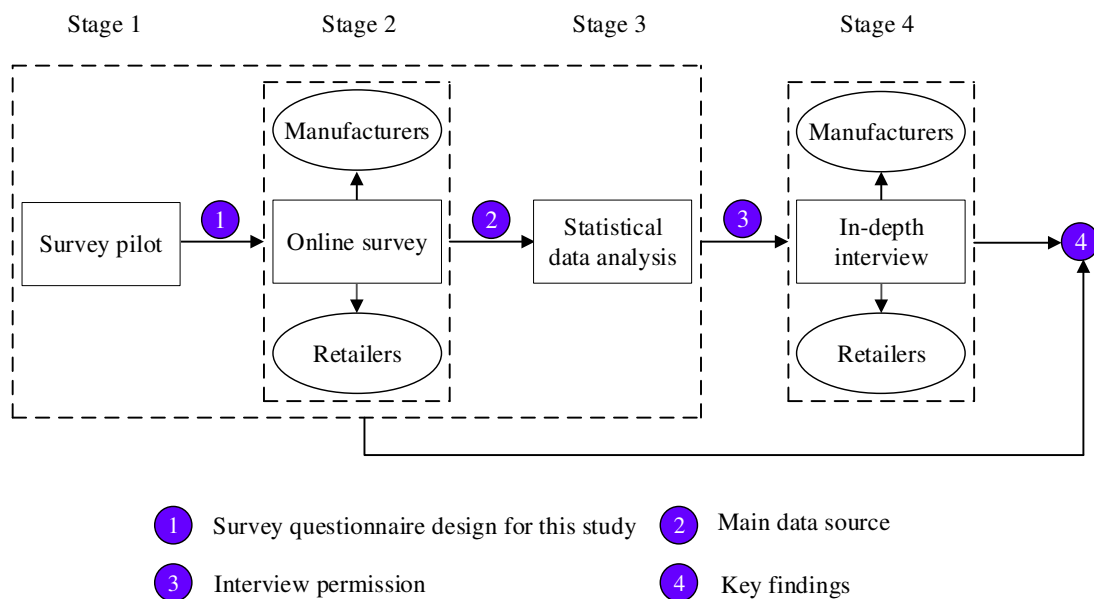 Stage 1
Stage 2
Stage 3
Stage 4
Manufacturers
Manufacturers
Survey pilot
1
Online survey
2
Statistical
data analysis
3
In-depth
interview
4
Retailers
Retailers
1 Survey questionnaire design for this study
2 Main data source
3 Interview permission
4 Key findings